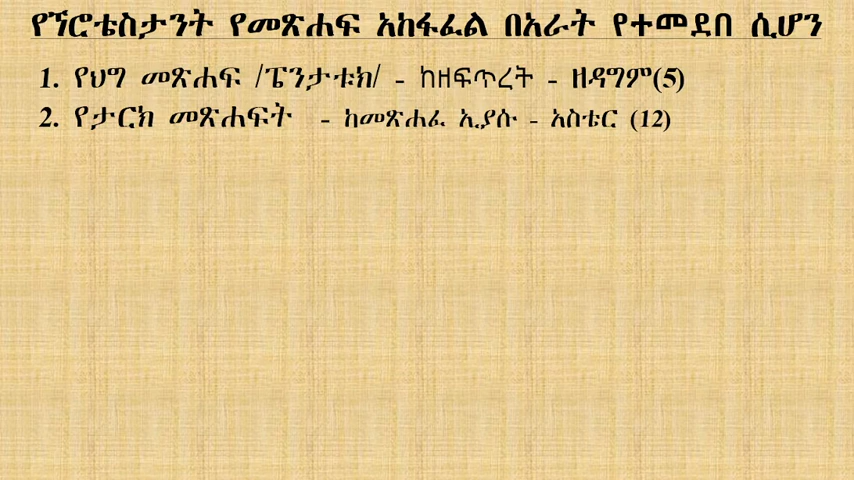 የኘሮቴስታንት የመጽሐፍ አከፋፈል በአራት የተመደበ ሲሆን
1. የህግ መጽሐፍ /ፔንታቱክ/ - ከዘፍጥረት - ዘዳግም(5)
2. የታርክ መጽሐፍት - ከመጽሐፈ ኢያሱ - አስቴር (12)